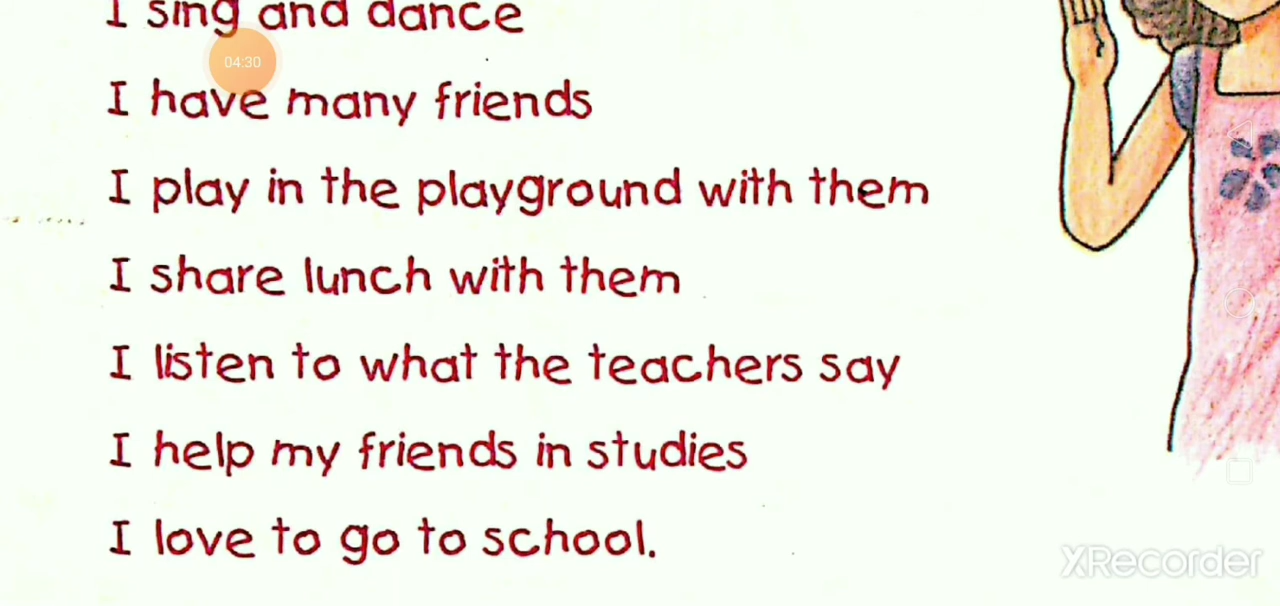 I sing and dance
04:30
I have many friends
I play in the playground with them
I share lunch with them
I listen to what the teachers say
I help my friends in studies
I love to go to school.
XRecorder